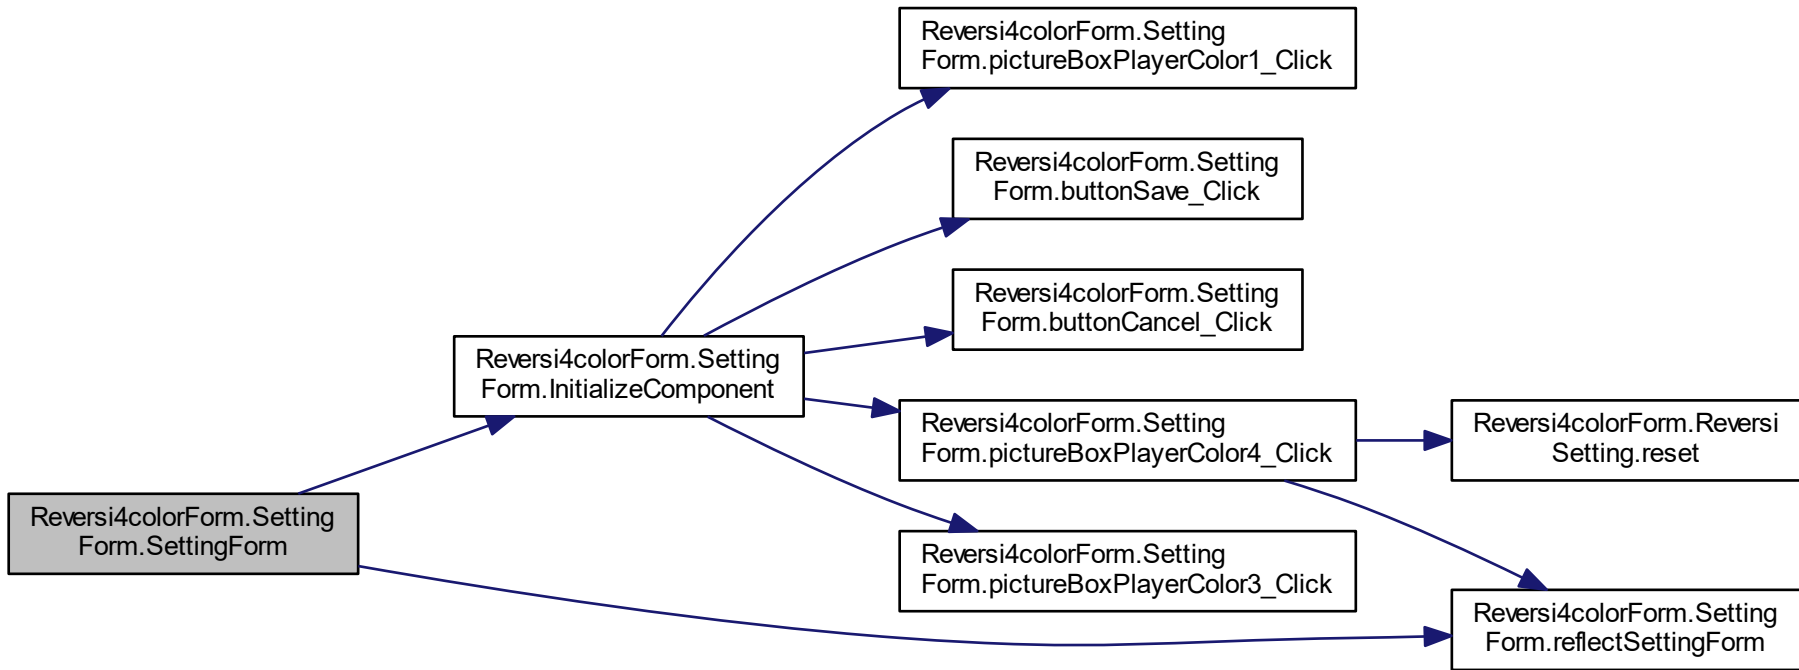 Reversi4colorForm.Setting
Form.pictureBoxPlayerColor1_Click
Reversi4colorForm.Setting
Form.buttonSave_Click
Reversi4colorForm.Setting
Form.buttonCancel_Click
Reversi4colorForm.Setting
Form.InitializeComponent
Reversi4colorForm.Setting
Form.pictureBoxPlayerColor4_Click
Reversi4colorForm.Reversi
Setting.reset
Reversi4colorForm.Setting
Form.SettingForm
Reversi4colorForm.Setting
Form.pictureBoxPlayerColor3_Click
Reversi4colorForm.Setting
Form.reflectSettingForm